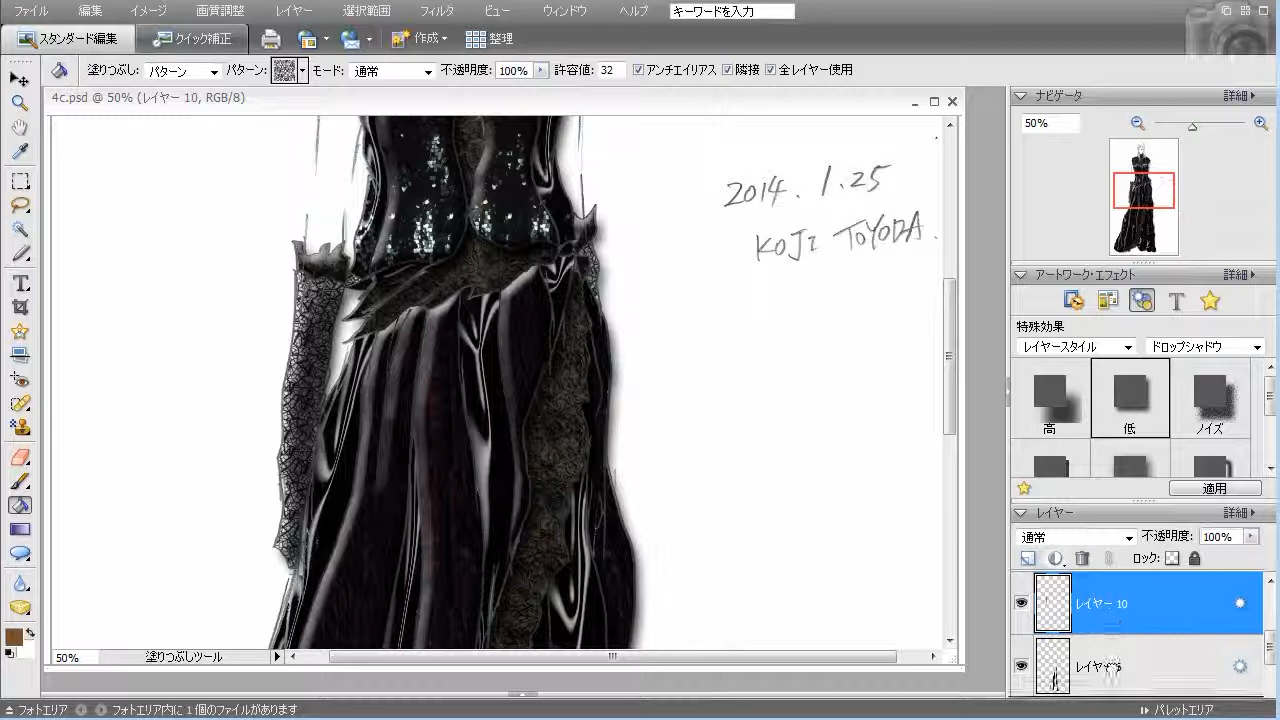 ファイル 編集 イメージ 画質調整 レイヤー 選択範囲 フィルタ ビュー ウィンドウ ヘルプ キーワードを入力
スタンダード編集 クイック補正 作成 整理
塗りつぶし: パターン パターン: モード: 通常 不透明度: 100% 許容値: 32 アンチエイリアス 隣接 全レイヤー使用
4c.psd @ 50% (レイヤー 10, RGB/8)
2014. 1.25
KOJI TOYODA.
50% 塗りつぶしツール
ナビゲータ 詳細
50%
アートワーク・エフェクト 詳細
特殊効果
レイヤースタイル ドロップシャドウ
高 低 ノイズ
適用
レイヤー 詳細
通常 不透明度: 100%
ロック:
レイヤー 10
レイヤー
フォトエリア フォトエリア内に 1 個のファイルがあります パレットエリア